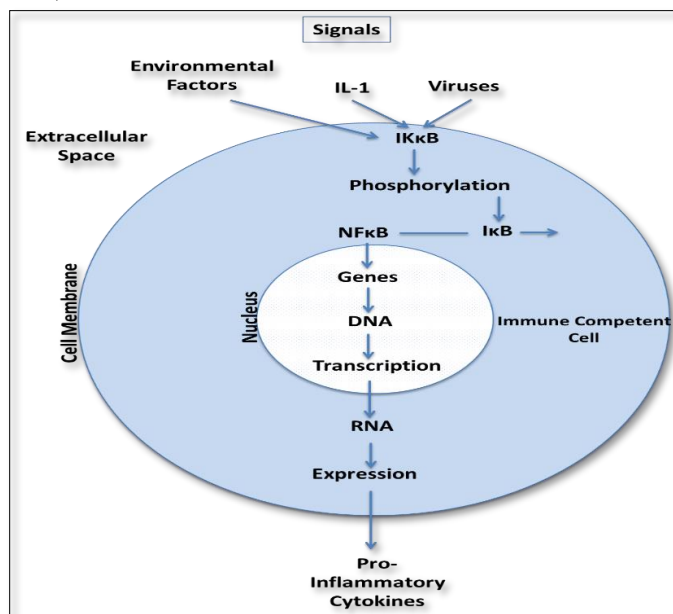 Signals
Environmental
Factors
IL-1
Viruses
Extracellular
Space
IKκB
Phosphorylation
NFκB
IκB
Genes
Cell Membrane
Nucleus
DNA
Immune Competent
Cell
Transcription
RNA
Expression
Pro-
Inflammatory
Cytokines